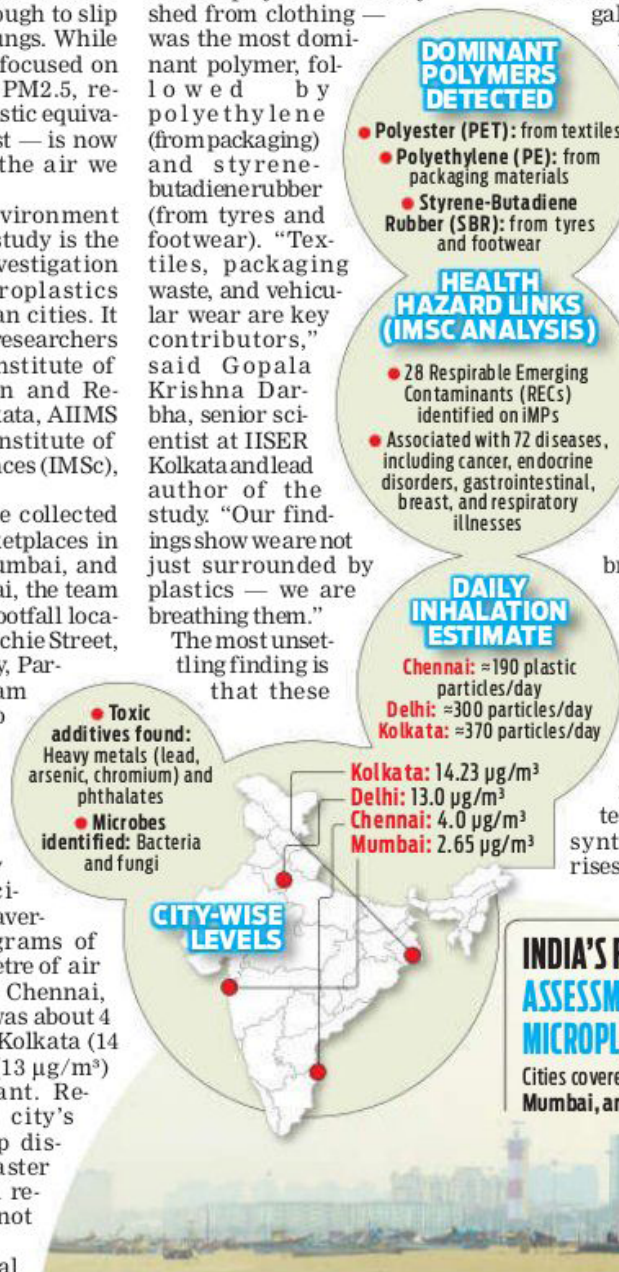 ough to slip
ungs. While
focused on
PM2.5, re-
stic equiva-
st — is now
the air we
vironment
study is the
vestigation
roplastics
an cities. It
researchers
nstitute of
n and Re-
kata, AIIMS
nstitute of
nces (IMSc),
e collected
ketplaces in
umbai, and
ai, the team
ootfall loca-
chie Street,
y, Par-
am
o
y
ci-
aver-
grams of
etre of air
Chennai,
was about 4
Kolkata (14
(13 µg/m³)
ant. Re-
city's
p dis-
aster
re-
not
al
shed from clothing —
was the most domi-
nant polymer, fol-
lowed by
polyethylene
(from packaging)
and styrene-
butadiene rubber
(from tyres and
footwear). “Tex-
tiles, packaging
waste, and vehicu-
lar wear are key
contributors,”
said Gopala
Krishna Dar-
bha, senior sci-
entist at IISER
Kolkata and lead
author of the
study. “Our find-
ings show we are not
just surrounded by
plastics — we are
breathing them.”
The most unset-
tling finding is
that these
DOMINANT
POLYMERS
DETECTED
● Polyester (PET): from textiles
● Polyethylene (PE): from
packaging materials
● Styrene-Butadiene
Rubber (SBR): from tyres
and footwear
HEALTH
HAZARD LINKS
(IMSC ANALYSIS)
● 28 Respirable Emerging
Contaminants (RECs)
identified on iMPs
● Associated with 72 diseases,
including cancer, endocrine
disorders, gastrointestinal,
breast, and respiratory
illnesses
DAILY
INHALATION
ESTIMATE
Chennai: ≈190 plastic
particles/day
Delhi: ≈300 particles/day
Kolkata: ≈370 particles/day
● Toxic
additives found:
Heavy metals (lead,
arsenic, chromium) and
phthalates
● Microbes
identified: Bacteria
and fungi
Kolkata: 14.23 µg/m³
Delhi: 13.0 µg/m³
Chennai: 4.0 µg/m³
Mumbai: 2.65 µg/m³
CITY-WISE
LEVELS
gal
br
te
synt
rises
INDIA'S F
ASSESSM
MICROPL
Cities covere
Mumbai, an